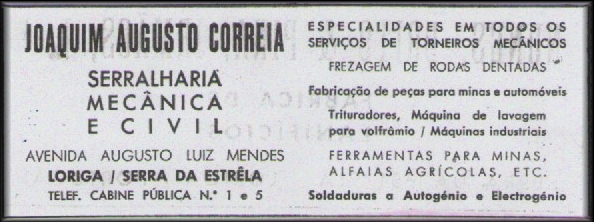 JOAQUIM AUGUSTO CORREIA
SERRALHARIA
MECÂNICA
E CIVIL
AVENIDA AUGUSTO LUIZ MENDES
LORIGA / SERRA DA ESTRÊLA
TELEF. CABINE PÚBLICA N.º 1 e 5
ESPECIALIDADES EM TODOS OS
SERVIÇOS DE TORNEIROS MECÂNICOS
FREZAGEM DE RODAS DENTADAS
Fabricação de peças para minas e automóveis
Trituradores, Máquina de lavagem
para volfrâmio / Máquinas industriais
FERRAMENTAS PARA MINAS,
ALFAIAS AGRÍCOLAS, ETC.
Soldaduras a Autogénio e Electrogénio